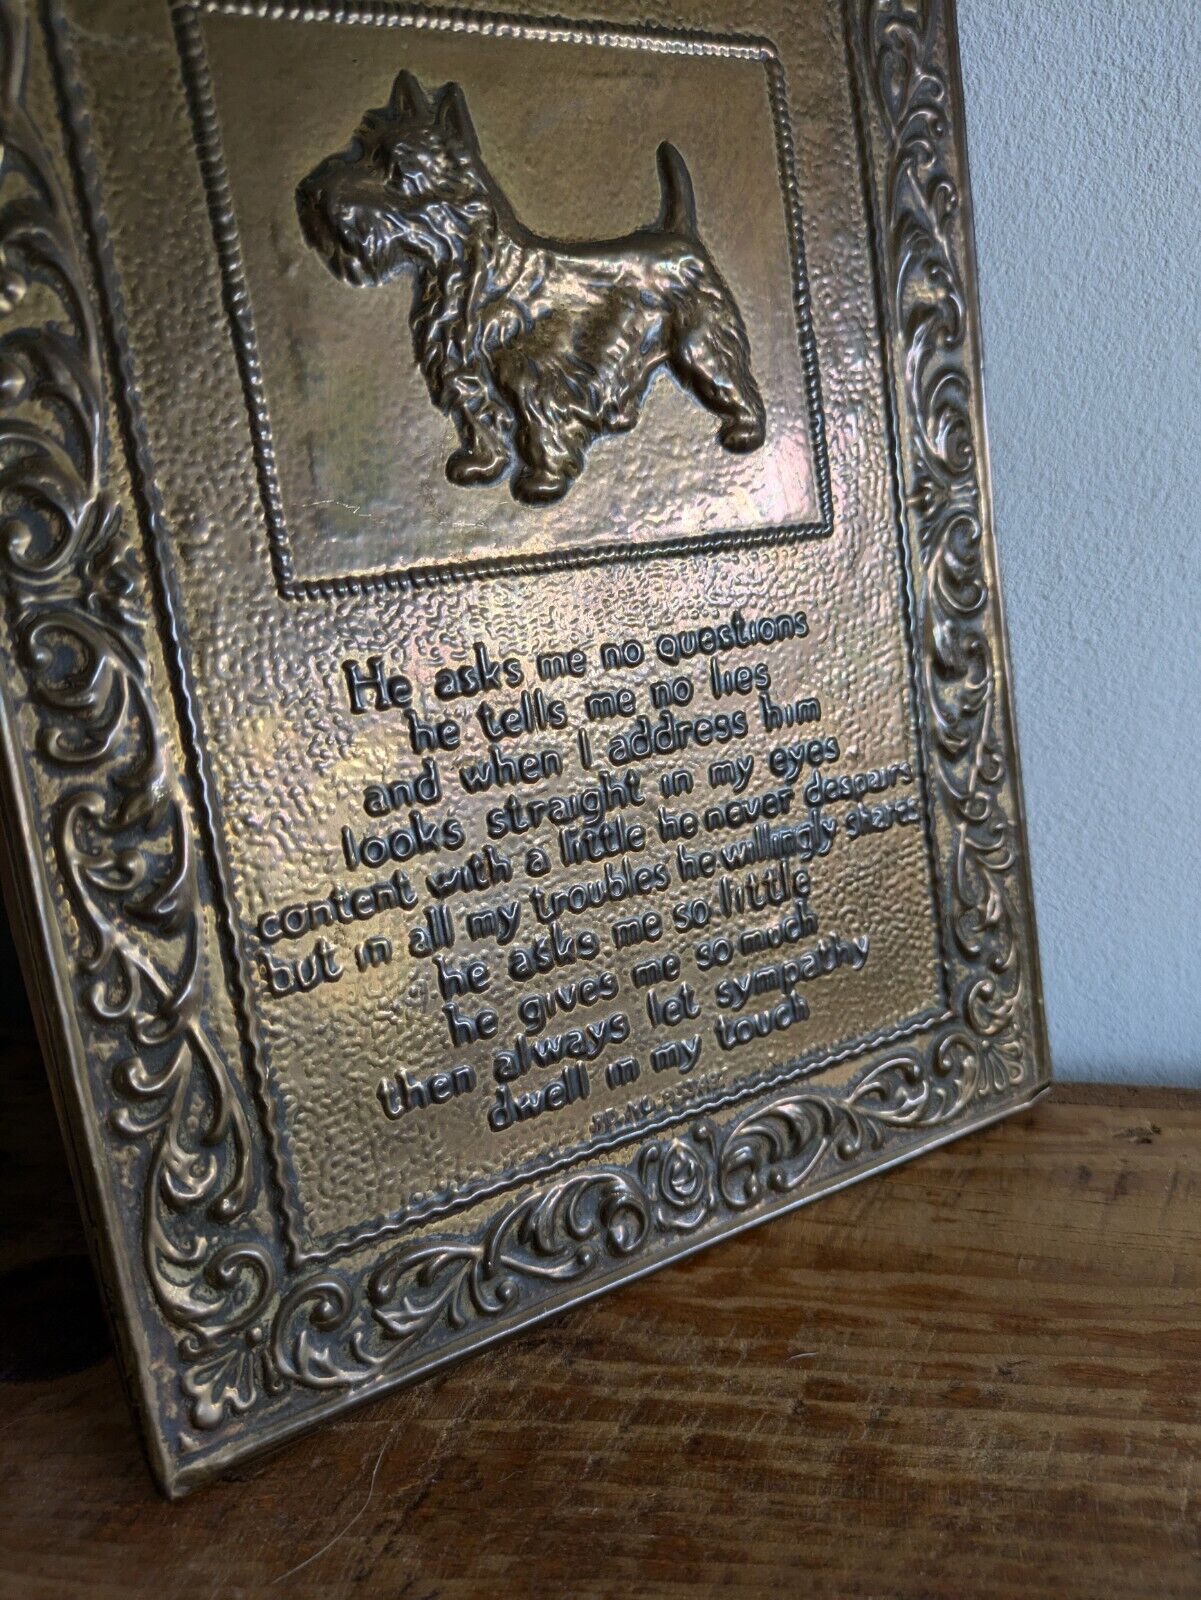 He asks me no questions
he tells me no lies
and when I address him
looks straight in my eyes
content with a little he never despairs
but in all my troubles he willingly shares
he asks me so little
he gives me so much
then always let sympathy
dwell in my touch